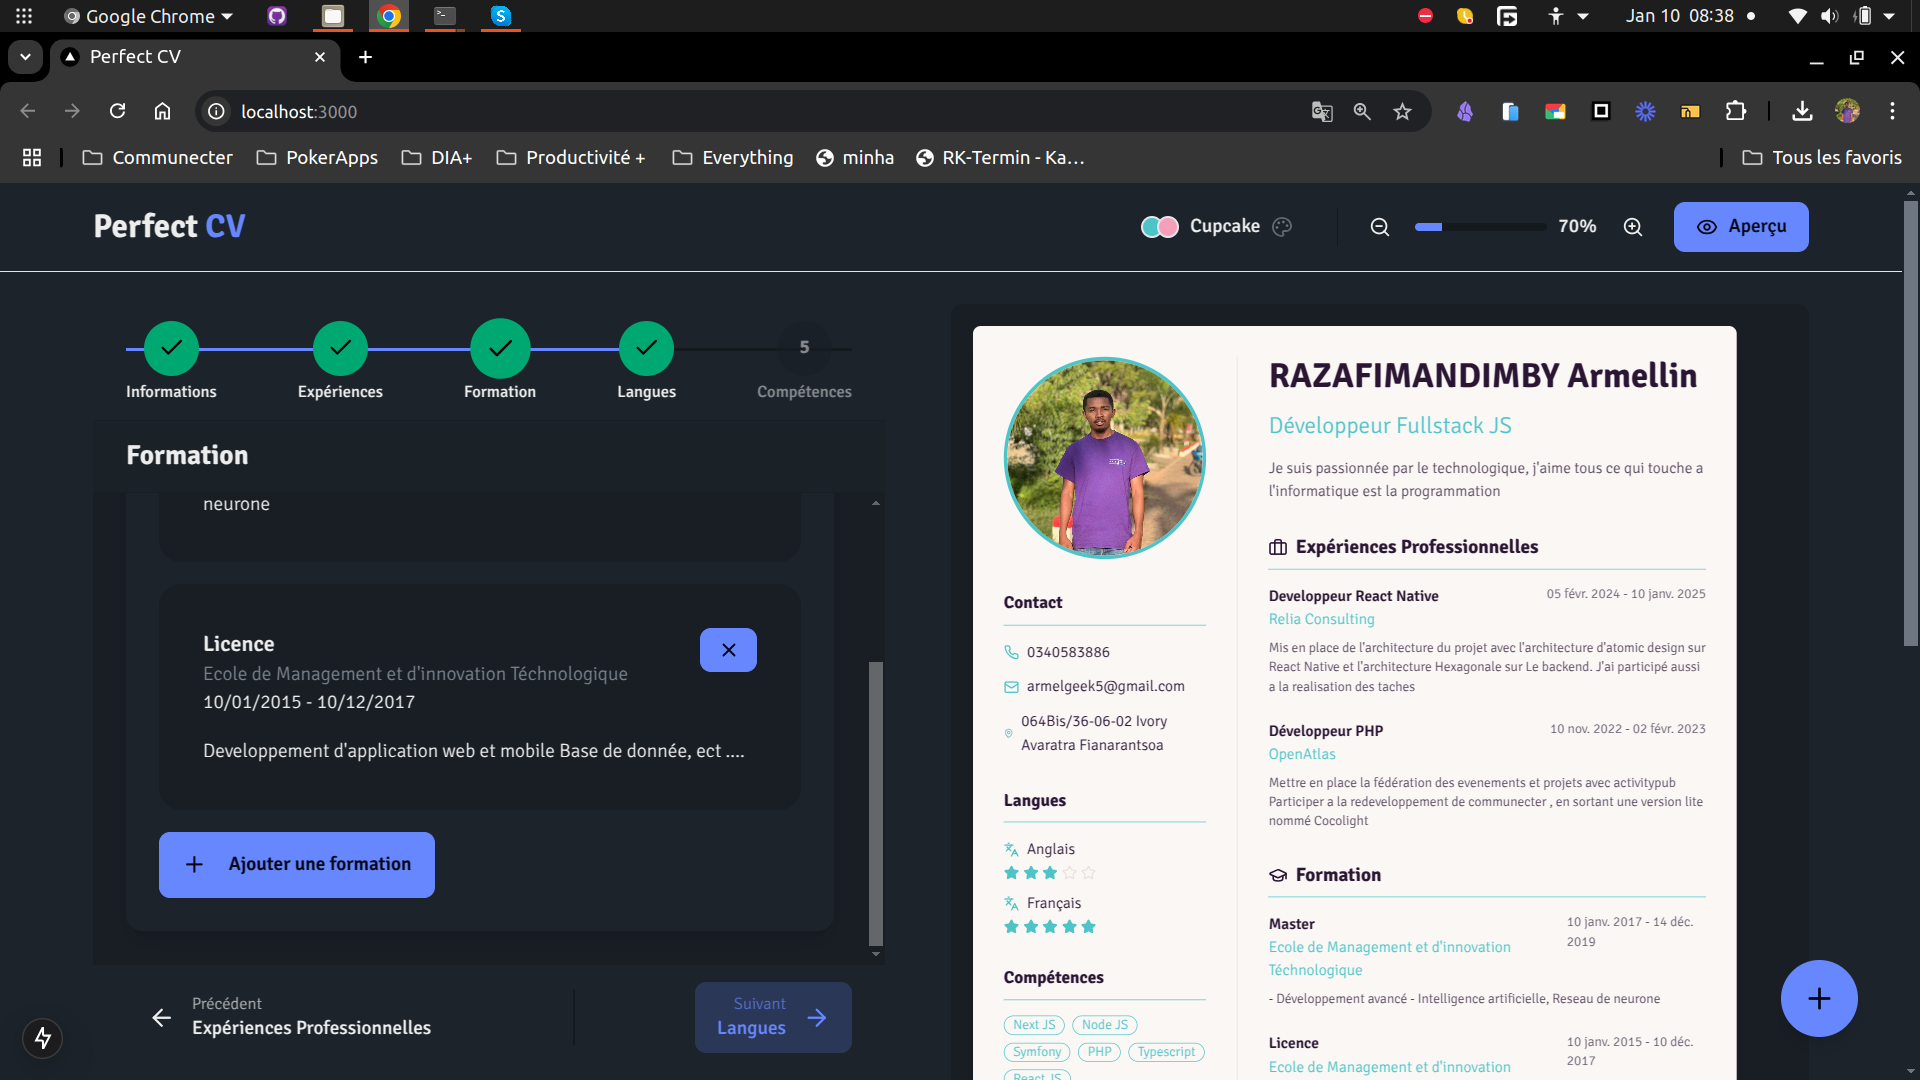 Google Chrome
Jan 10 08:38
Perfect CV
localhost:3000
Communecter
PokerApps
DIA+
Productivité +
Everything
minha
RK-Termin - Ka…
Tous les favoris
Perfect CV
Cupcake
70%
Aperçu
5
Informations
Expériences
Formation
Langues
Compétences
Formation
neurone
Licence
Ecole de Management et d'innovation Téchnologique
10/01/2015 - 10/12/2017
Developpement d'application web et mobile Base de donnée, ect ....
Ajouter une formation
Précédent
Expériences Professionnelles
Suivant
Langues
Contact
0340583886
armelgeek5@gmail.com
064Bis/36-06-02 Ivory
Avaratra Fianarantsoa
Langues
Anglais
Français
Compétences
Next JS
Node JS
Symfony
PHP
Typescript
React JS
RAZAFIMANDIMBY Armellin
Développeur Fullstack JS
Je suis passionnée par le technologique, j'aime tous ce qui touche a
l'informatique est la programmation
Expériences Professionnelles
Developpeur React Native
05 févr. 2024 - 10 janv. 2025
Relia Consulting
Mis en place de l'architecture du projet avec l'architecture d'atomic design sur
React Native et l'architecture Hexagonale sur Le backend. J'ai participé aussi
a la realisation des taches
Développeur PHP
10 nov. 2022 - 02 févr. 2023
OpenAtlas
Mettre en place la fédération des evenements et projets avec activitypub
Participer a la redeveloppement de communecter , en sortant une version lite
nommé Cocolight
Formation
Master
10 janv. 2017 - 14 déc.
2019
Ecole de Management et d'innovation
Téchnologique
- Développement avancé - Intelligence artificielle, Reseau de neurone
Licence
10 janv. 2015 - 10 déc.
2017
Ecole de Management et d'innovation